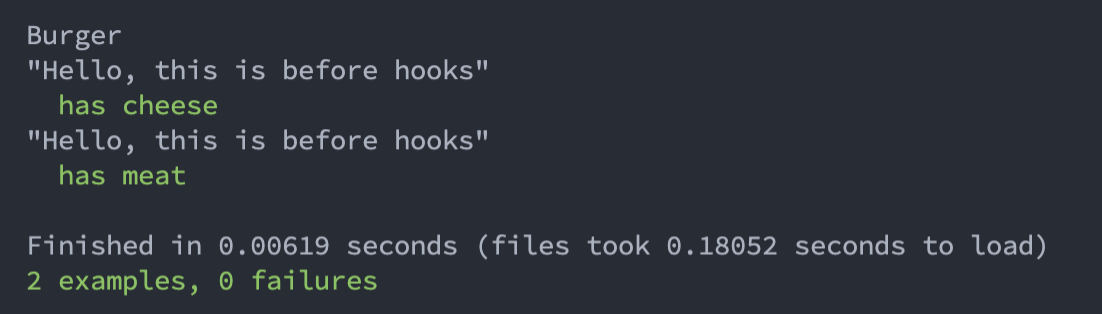 Burger
"Hello, this is before hooks"
has cheese
"Hello, this is before hooks"
has meat
Finished in 0.00619 seconds (files took 0.18052 seconds to load)
2 examples, 0 failures